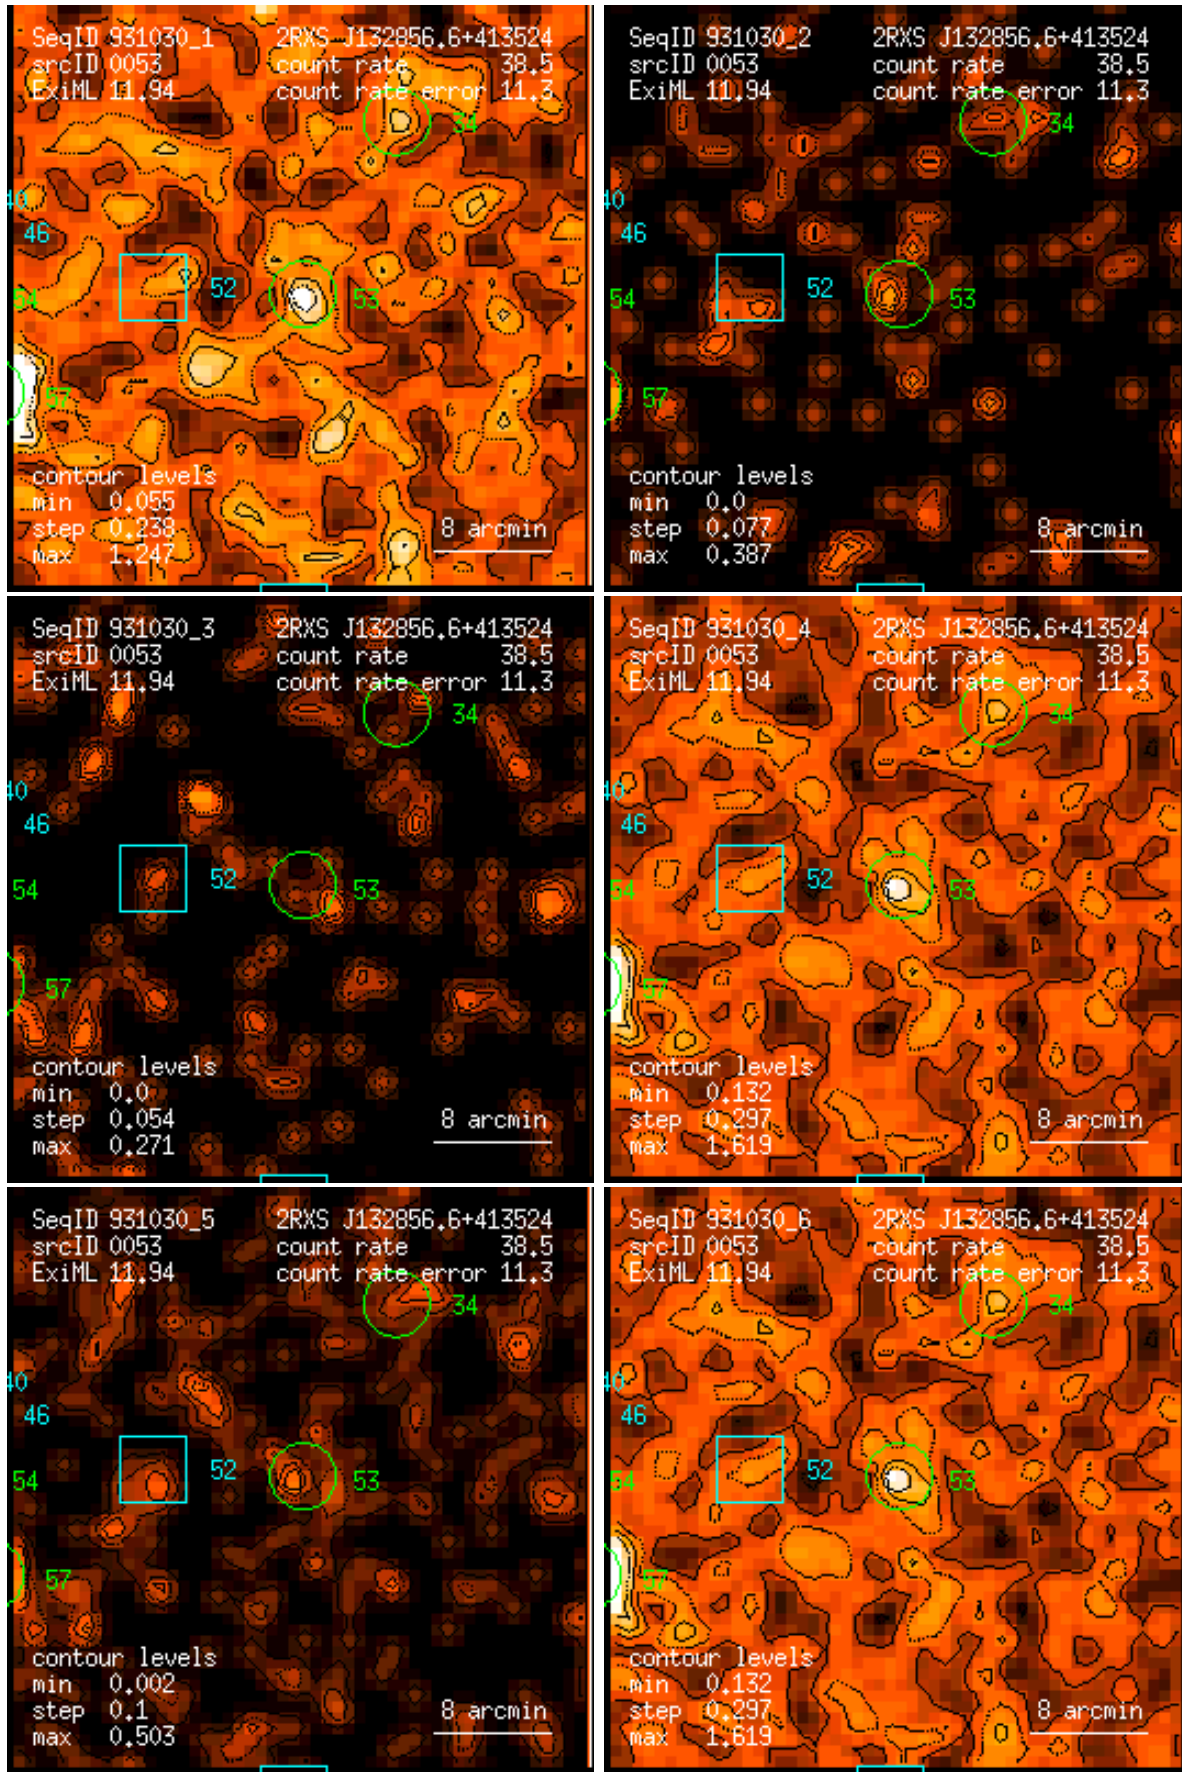 SeqID 931030_1 2RXS J132856.6+413524
srcID 0053 count rate 38.5
ExiML 11.94 count rate error 11.3
34
40
46
52
54
53
57
contour levels
min 0.055
step 0.238
max 1.247
8 arcmin
SeqID 931030_2 2RXS J132856.6+413524
srcID 0053 count rate 38.5
ExiML 11.94 count rate error 11.3
34
40
46
52
54
53
57
contour levels
min 0.0
step 0.077
max 0.387
8 arcmin
SeqID 931030_3 2RXS J132856.6+413524
srcID 0053 count rate 38.5
ExiML 11.94 count rate error 11.3
34
40
46
52
54
53
57
contour levels
min 0.0
step 0.054
max 0.271
8 arcmin
SeqID 931030_4 2RXS J132856.6+413524
srcID 0053 count rate 38.5
ExiML 11.94 count rate error 11.3
34
40
46
52
54
53
57
contour levels
min 0.132
step 0.297
max 1.619
8 arcmin
SeqID 931030_5 2RXS J132856.6+413524
srcID 0053 count rate 38.5
ExiML 11.94 count rate error 11.3
34
40
46
52
54
53
57
contour levels
min 0.002
step 0.1
max 0.503
8 arcmin
SeqID 931030_6 2RXS J132856.6+413524
srcID 0053 count rate 38.5
ExiML 11.94 count rate error 11.3
34
40
46
52
54
53
57
contour levels
min 0.132
step 0.297
max 1.619
8 arcmin